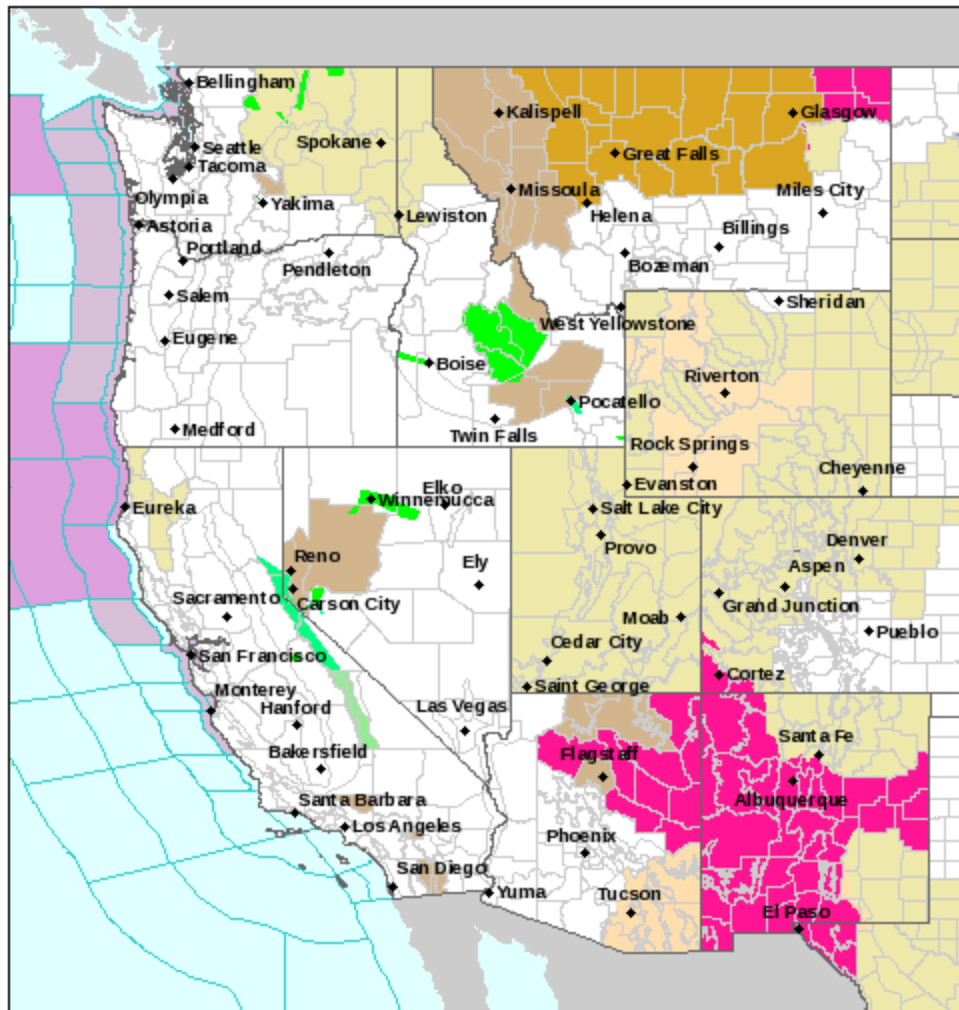 Bellingham
Kalispell
Glasgow
Seattle
Spokane
Great Falls
Tacoma
Missoula
Miles City
Olympia
Yakima
Lewiston
Helena
Astoria
Billings
Portland
Pendleton
Bozeman
Salem
Sheridan
West Yellowstone
Eugene
Boise
Riverton
Pocatello
Medford
Twin Falls
Rock Springs
Cheyenne
Evanston
Elko
Winnemucca
Eureka
Salt Lake City
Provo
Denver
Reno
Ely
Aspen
Sacramento
Carson City
Grand Junction
Moab
Pueblo
San Francisco
Cedar City
Cortez
Saint George
Monterey
Hanford
Las Vegas
Santa Fe
Bakersfield
Flagstaff
Albuquerque
Santa Barbara
Los Angeles
Phoenix
San Diego
Yuma
Tucson
El Paso